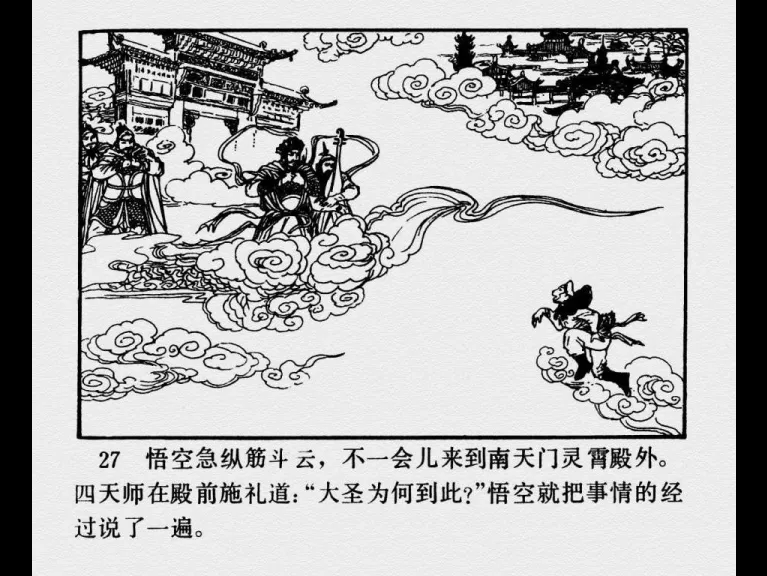 27 悟空急纵筋斗云，不一会儿来到南天门灵霄殿外。
四天师在殿前施礼道：“大圣为何到此？”悟空就把事情的经
过说了一遍。